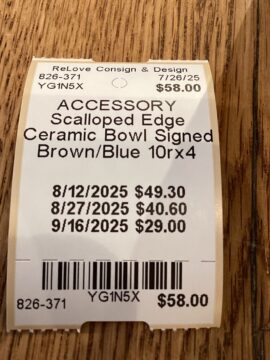 ReLove Consign & Design
826-371 7/26/25
YG1N5X $58.00
ACCESSORY
Scalloped Edge
Ceramic Bowl Signed
Brown/Blue 10rx4
8/12/2025 $49.30
8/27/2025 $40.60
9/16/2025 $29.00
YG1N5X
826-371 $58.00